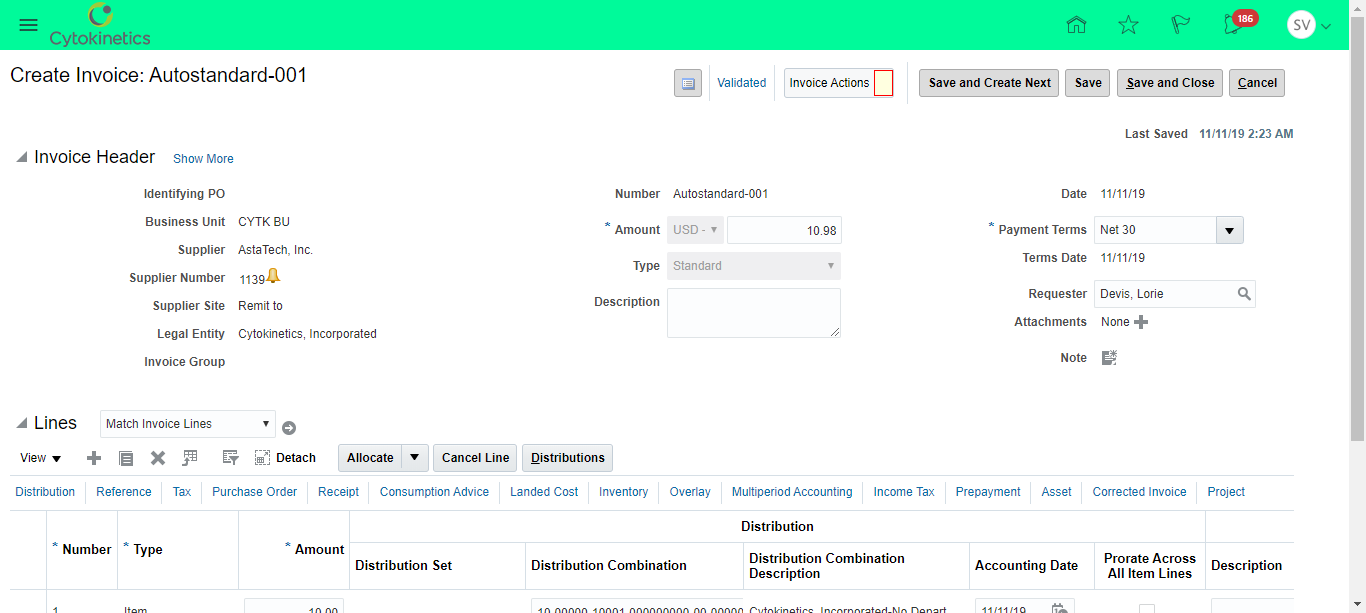 Cytokinetics
186
SV
Create Invoice: Autostandard-001
Validated
Invoice Actions
Save and Create Next
Save
Save and Close
Cancel
Last Saved 11/11/19 2:23 AM
Invoice Header Show More
Identifying PO
Business Unit CYTK BU
Supplier AstaTech, Inc.
Supplier Number 1139
Supplier Site Remit to
Legal Entity Cytokinetics, Incorporated
Invoice Group
Number Autostandard-001
* Amount USD - 10.98
Type Standard
Description
Date 11/11/19
* Payment Terms Net 30
Terms Date 11/11/19
Requester Devis, Lorie
Attachments None
Note
Lines Match Invoice Lines
View Detach Allocate Cancel Line Distributions
Distribution Reference Tax Purchase Order Receipt Consumption Advice Landed Cost Inventory Overlay Multiperiod Accounting Income Tax Prepayment Asset Corrected Invoice Project
Distribution
* Number * Type * Amount Distribution Set Distribution Combination Distribution Combination Description Accounting Date Prorate Across All Item Lines Description
1 Item 10.00 Cytokinetics, Incorporated-No Depart 11/11/19